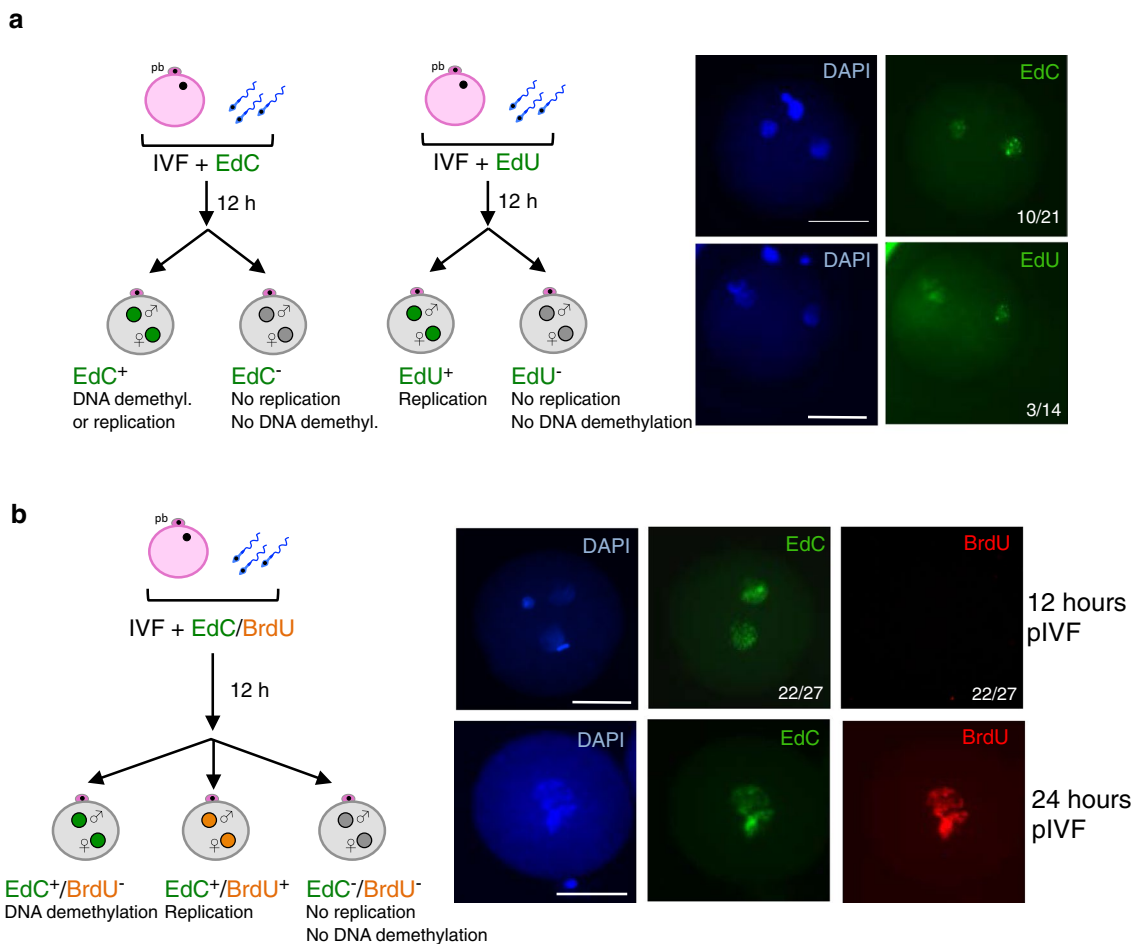 a
pb
IVF + EdC
12 h
♂
♀
EdC+
DNA demethyl.
or replication
♂
♀
EdC-
No replication
No DNA demethyl.
pb
IVF + EdU
12 h
♂
♀
EdU+
Replication
♂
♀
EdU-
No replication
No DNA demethylation
DAPI
EdC
10/21
DAPI
EdU
3/14
b
pb
IVF + EdC/BrdU
12 h
♂
♀
EdC+/BrdU-
DNA demethylation
♂
♀
EdC+/BrdU+
Replication
♂
♀
EdC-/BrdU-
No replication
No DNA demethylation
DAPI
EdC
22/27
BrdU
22/27
12 hours
pIVF
DAPI
EdC
BrdU
24 hours
pIVF